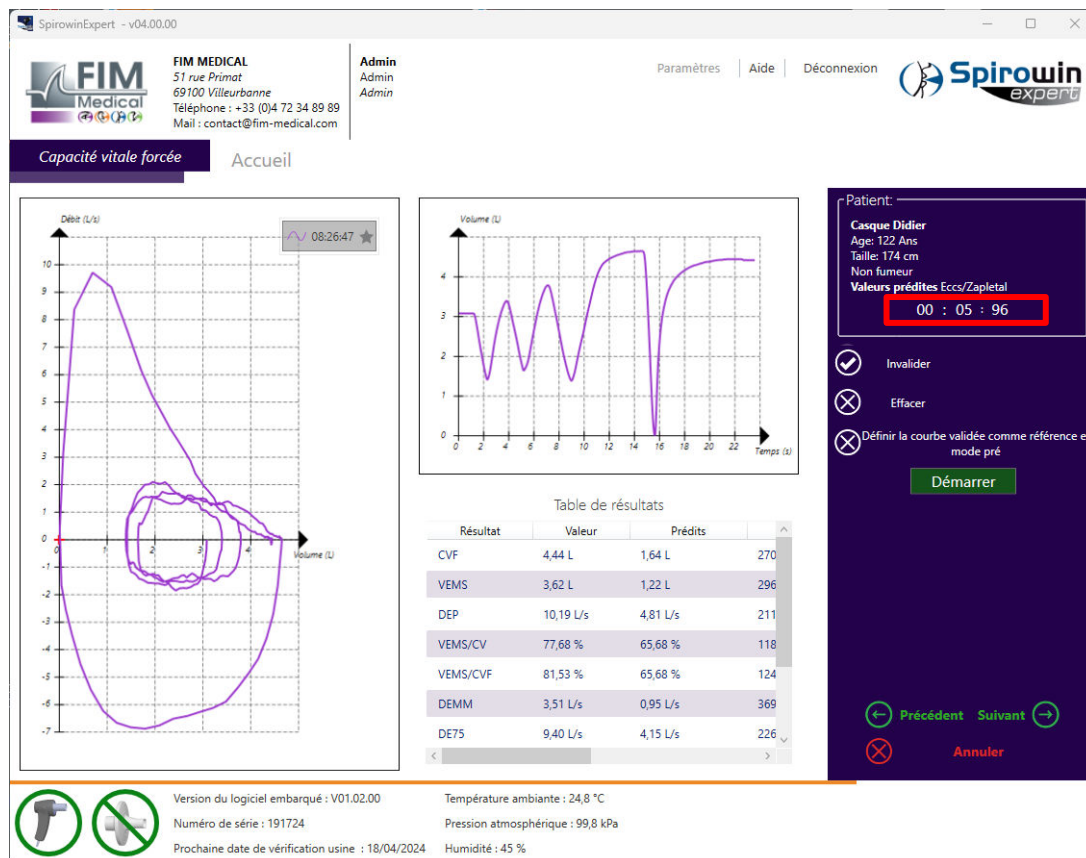 SpirowinExpert - v04.00.00
FIM
Medical
FIM MEDICAL
51 rue Primat
69100 Villeurbanne
Téléphone : +33 (0)4 72 34 89 89
Mail : contact@fim-medical.com
Admin
Admin
Admin
Paramètres
Aide
Déconnexion
Spirowin
expert
Capacité vitale forcée
Accueil
Débit (L/s)
08:26:47
10
9
8
7
6
5
4
3
2
1
0
-1
-2
-3
-4
-5
-6
-7
0 1 2 3 4
Volume (L)
Volume (L)
4
3
2
1
0
0 2 4 6 8 10 12 14 16 18 20 22
Temps (s)
Table de résultats
Résultat Valeur Prédits
CVF 4,44 L 1,64 L 270
VEMS 3,62 L 1,22 L 296
DEP 10,19 L/s 4,81 L/s 211
VEMS/CV 77,68 % 65,68 % 118
VEMS/CVF 81,53 % 65,68 % 124
DEMM 3,51 L/s 0,95 L/s 369
DE75 9,40 L/s 4,15 L/s 226
Patient:
Casque Didier
Age: 122 Ans
Taille: 174 cm
Non fumeur
Valeurs prédites Eccs/Zapletal
00 : 05 : 96
Invalider
Effacer
Définir la courbe validée comme référence e
mode pré
Démarrer
Précédent Suivant
Annuler
Version du logiciel embarqué : V01.02.00
Numéro de série : 191724
Prochaine date de vérification usine : 18/04/2024
Température ambiante : 24,8 °C
Pression atmosphérique : 99,8 kPa
Humidité : 45 %